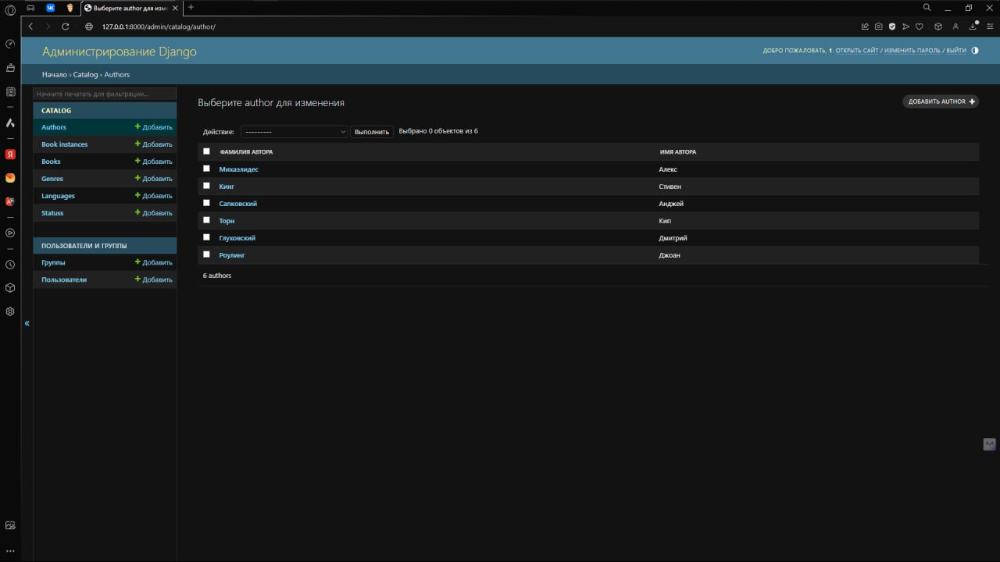 Выберите author для изм
127.0.0.1:8000/admin/catalog/author/
Администрирование Django
ДОБРО ПОЖАЛОВАТЬ, 1. ОТКРЫТЬ САЙТ / ИЗМЕНИТЬ ПАРОЛЬ / ВЫЙТИ
Начало › Catalog › Authors
Начните печатать для фильтрации...
CATALOG
Authors + Добавить
Book instances + Добавить
Books + Добавить
Genres + Добавить
Languages + Добавить
Statuss + Добавить
ПОЛЬЗОВАТЕЛИ И ГРУППЫ
Группы + Добавить
Пользователи + Добавить
«
Выберите author для изменения
ДОБАВИТЬ AUTHOR +
Действие: --------- Выполнить Выбрано 0 объектов из 6
ФАМИЛИЯ АВТОРА ИМЯ АВТОРА
Михаэлидес Алекс
Кинг Стивен
Сапковский Анджей
Торн Кип
Глуховский Дмитрий
Роулинг Джоан
6 authors